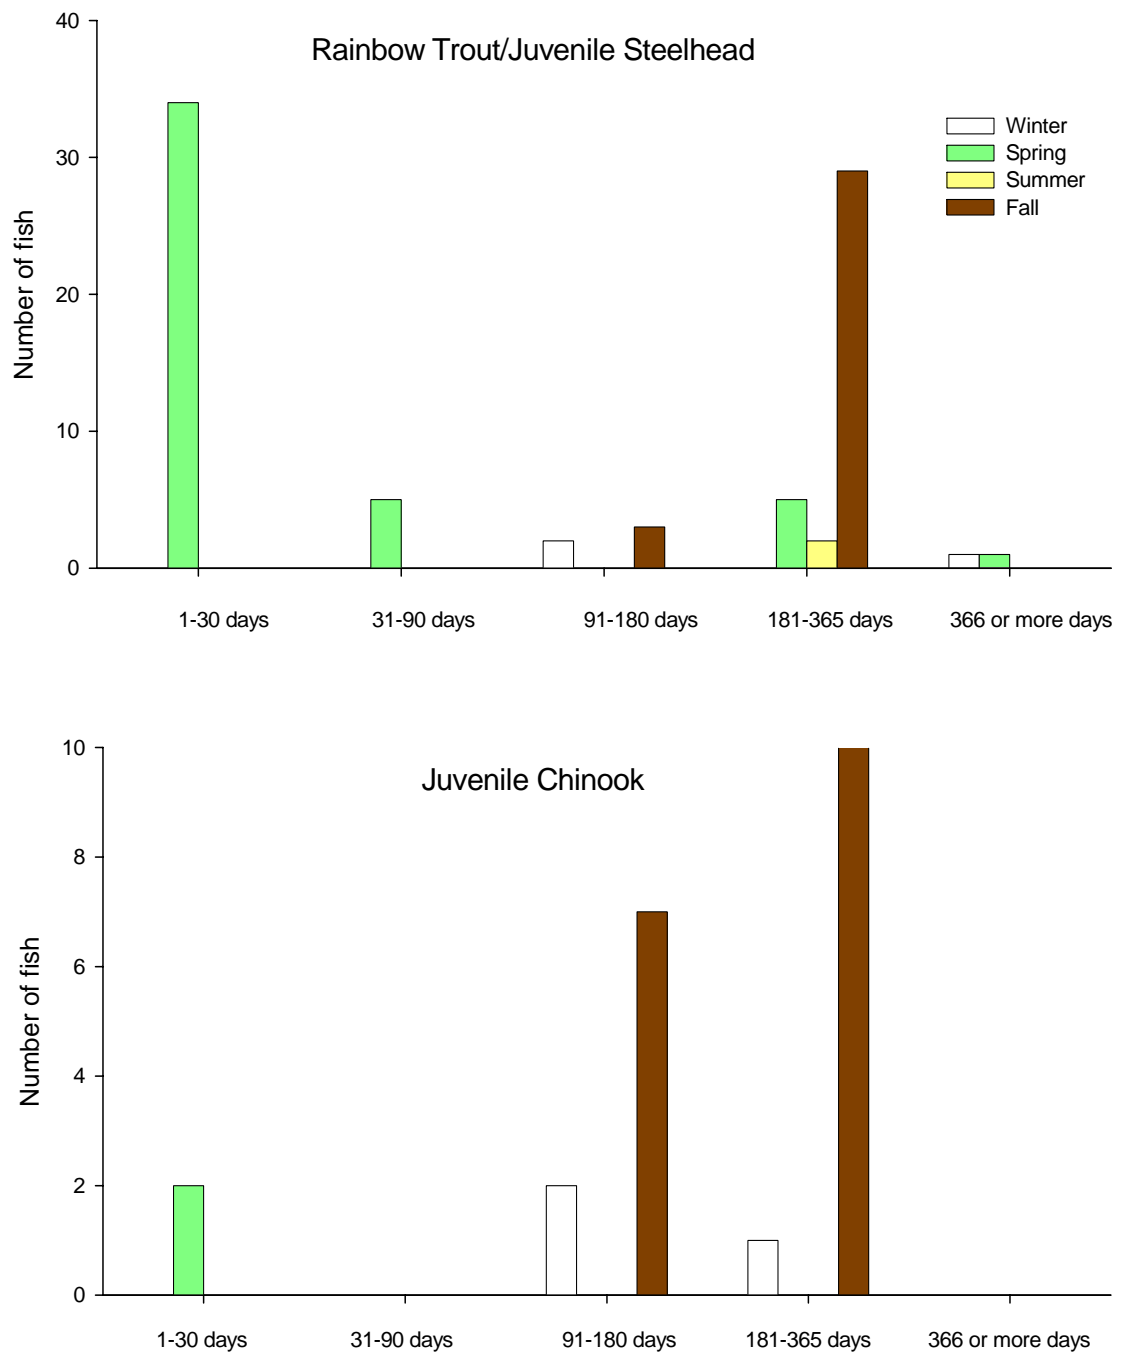 40
Rainbow Trout/Juvenile Steelhead
Winter
Spring
Summer
Fall
30
20
10
0
Number of fish
1-30 days 31-90 days 91-180 days 181-365 days 366 or more days
10
Juvenile Chinook
8
6
4
2
0
Number of fish
1-30 days 31-90 days 91-180 days 181-365 days 366 or more days